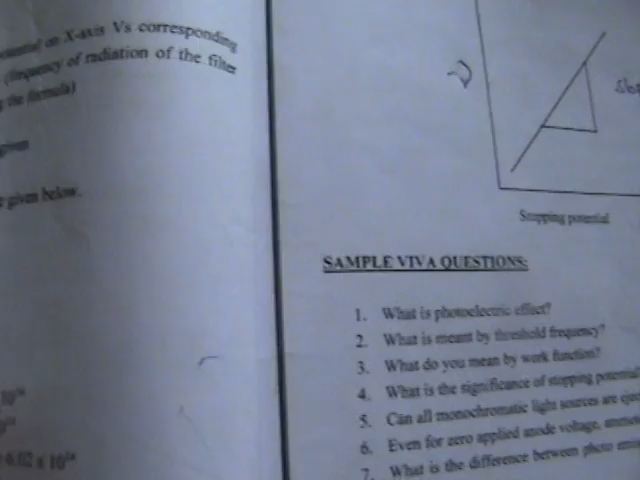 on X-axis Vs corresponding
(frequency of radiation of the filter
the formula)
given
given below.
6.02 x 10
ν
Stopping potential
SAMPLE VIVA QUESTIONS:
1. What is photoelectric effect?
2. What is meant by threshold frequency?
3. What do you mean by work function?
4. What is the significance of stopping potential
5. Can all monochromatic light sources are
6. Even for zero applied anode voltage,
7. What is the difference between photo